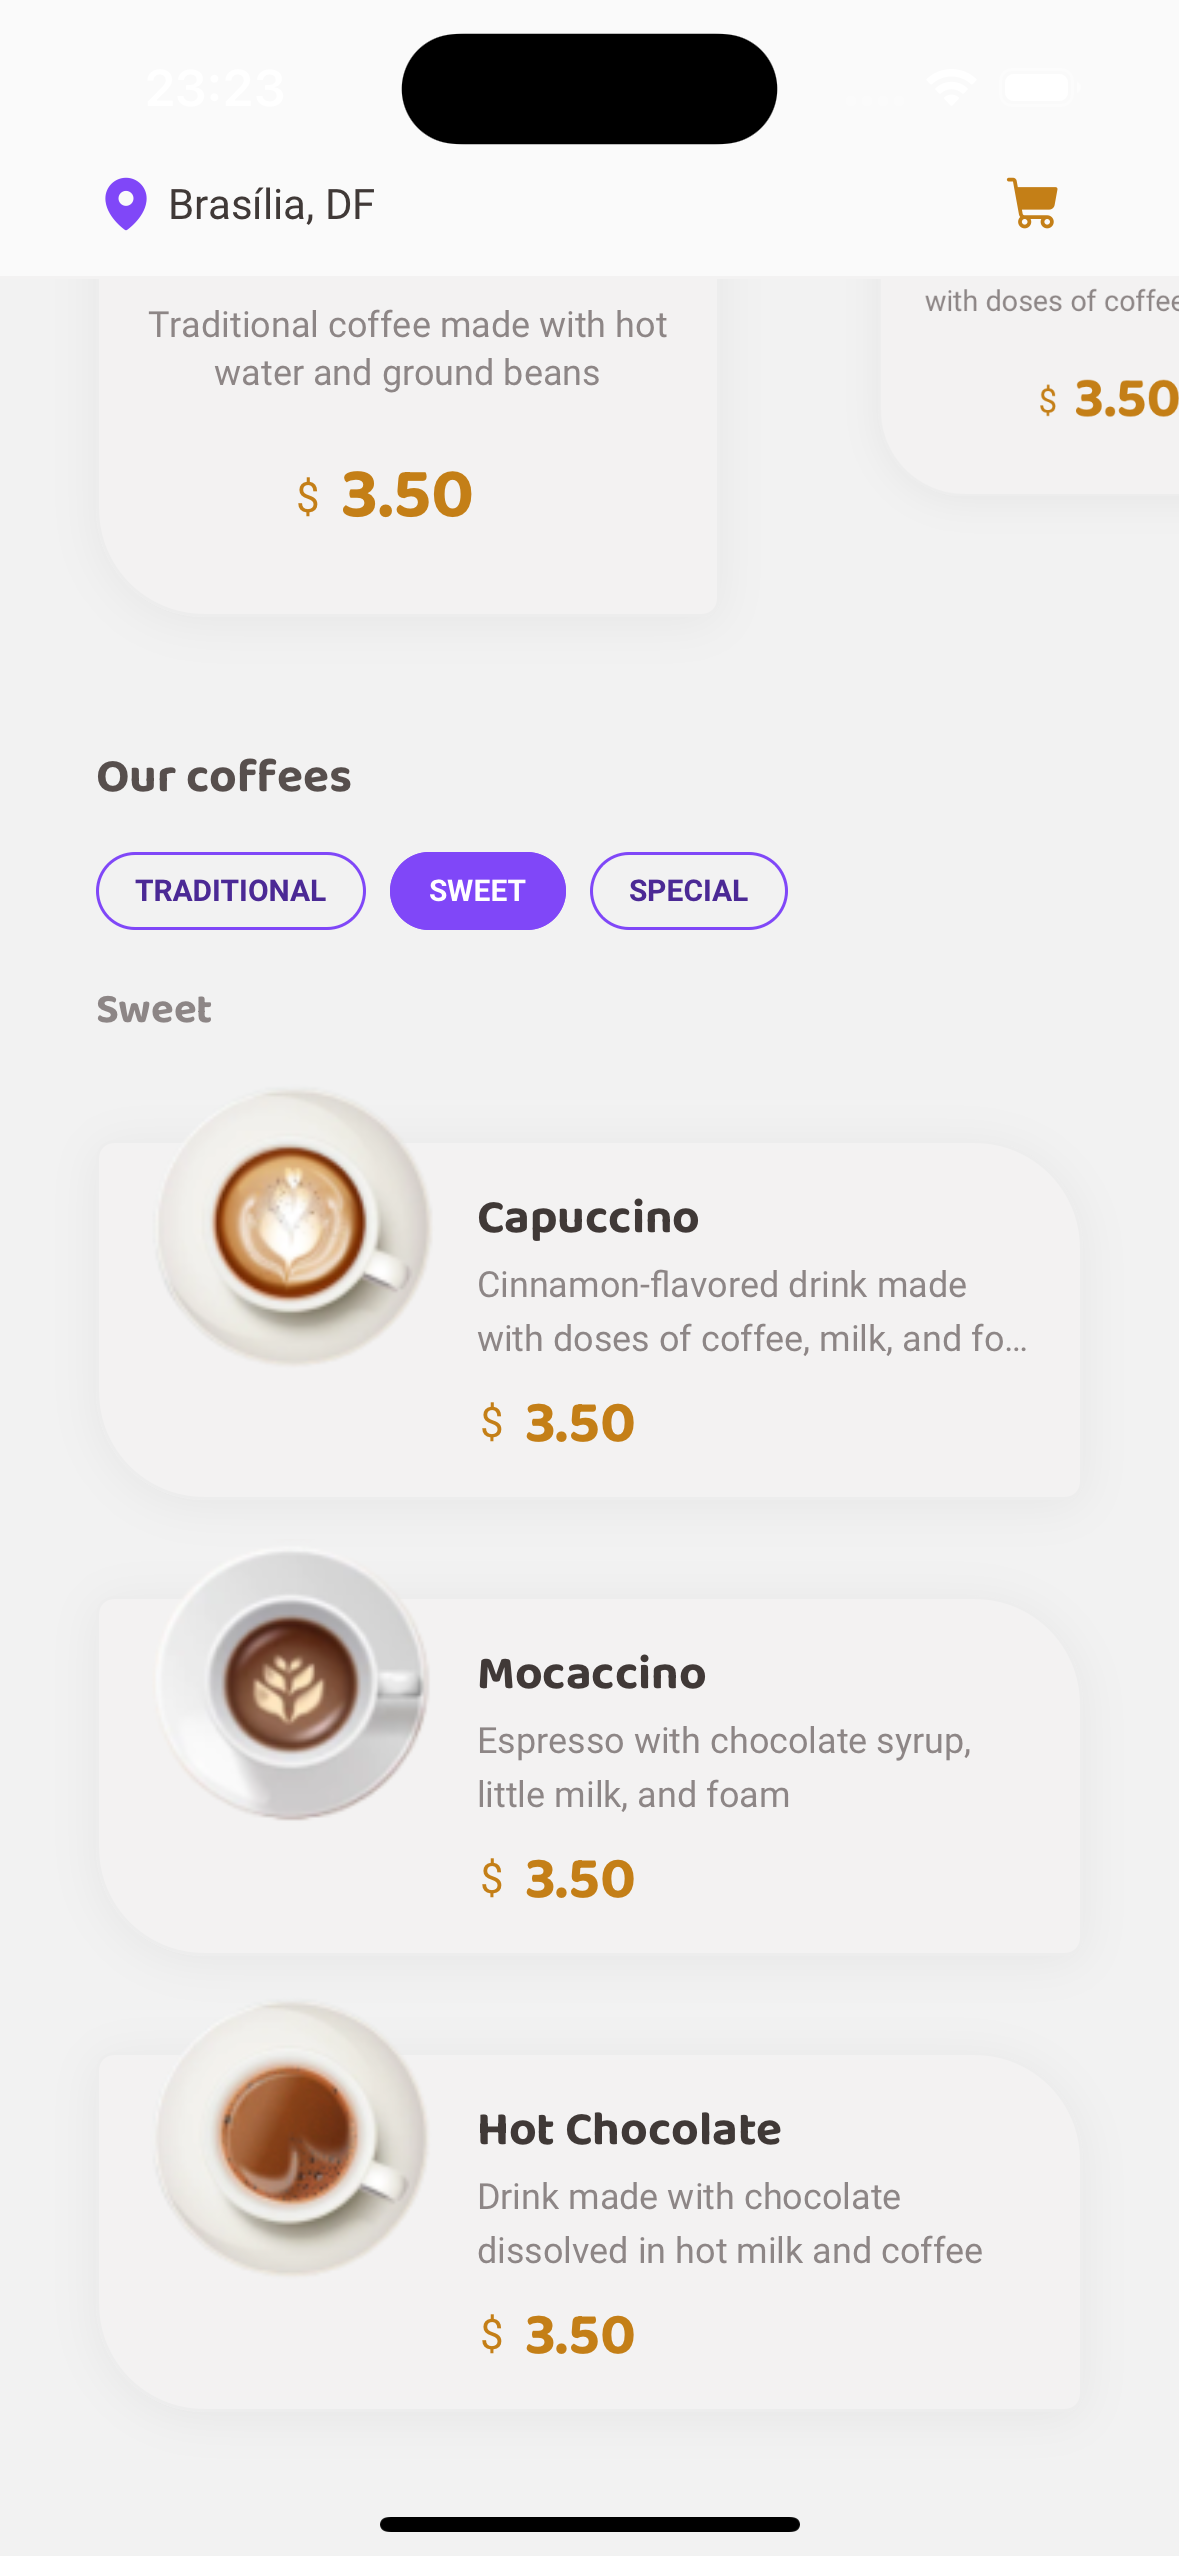 23:23
Brasília, DF
Traditional coffee made with hot
water and ground beans
$ 3.50
with doses of coffee
$ 3.50
Our coffees
TRADITIONAL
SWEET
SPECIAL
Sweet
Capuccino
Cinnamon-flavored drink made
with doses of coffee, milk, and fo...
$ 3.50
Mocaccino
Espresso with chocolate syrup,
little milk, and foam
$ 3.50
Hot Chocolate
Drink made with chocolate
dissolved in hot milk and coffee
$ 3.50